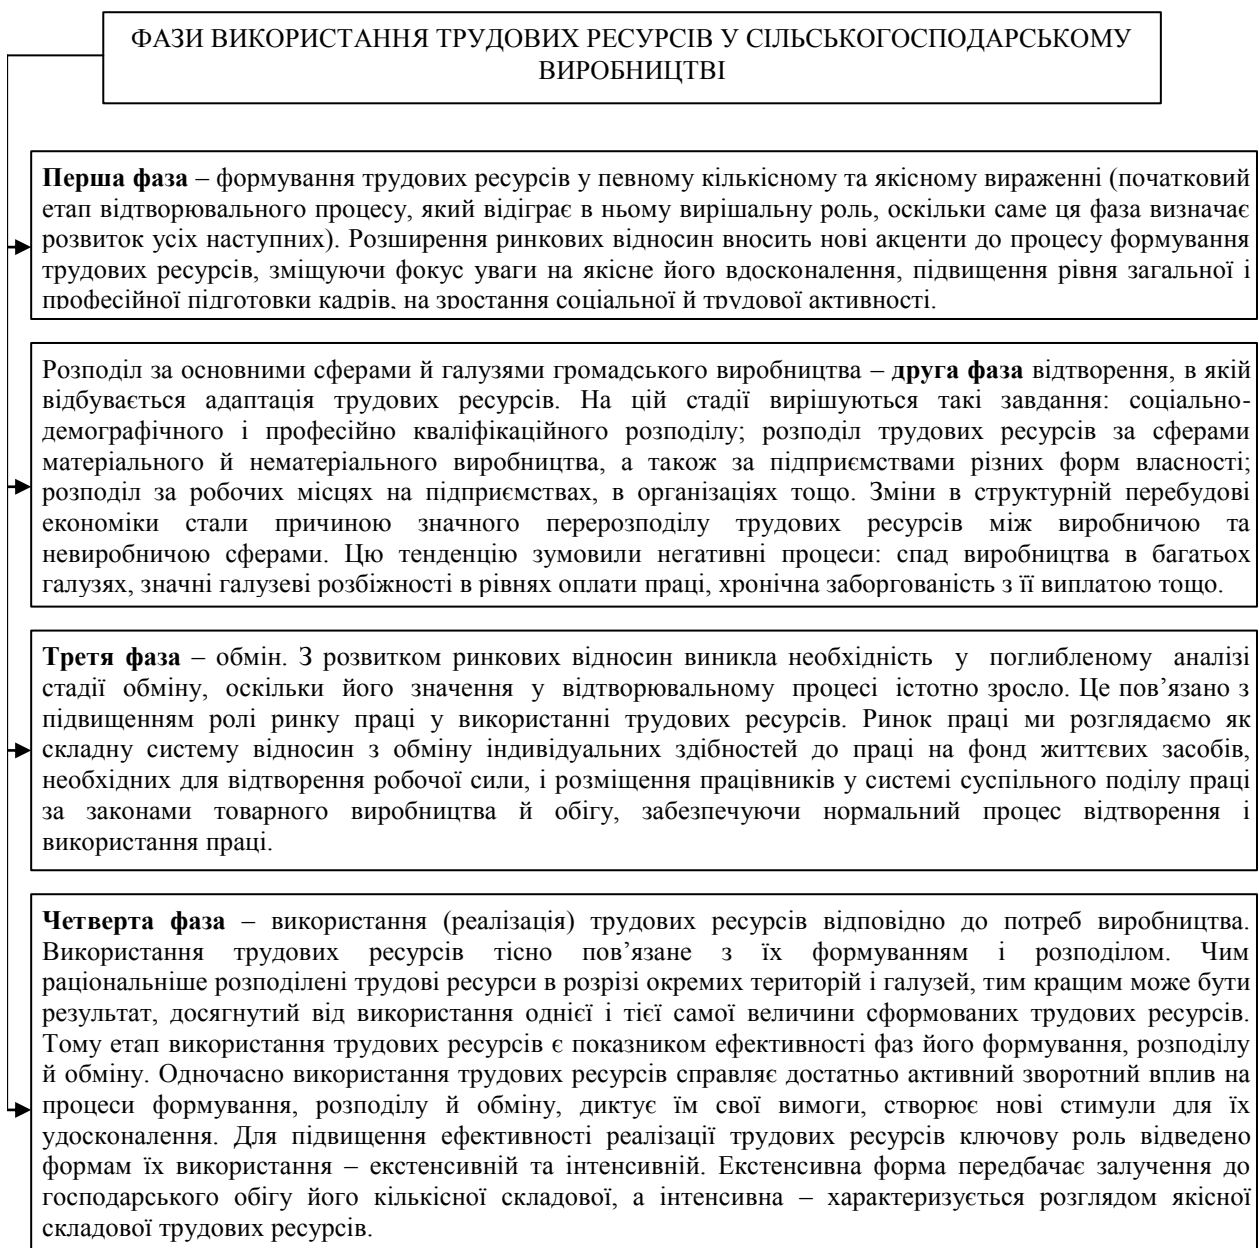 ФАЗИ ВИКОРИСТАННЯ ТРУДОВИХ РЕСУРСІВ У СІЛЬСЬКОГОСПОДАРСЬКОМУ
ВИРОБНИЦТВІ
Перша фаза – формування трудових ресурсів у певному кількісному та якісному вираженні (початковий
етап відтворювального процесу, який відіграє в ньому вирішальну роль, оскільки саме ця фаза визначає
розвиток усіх наступних). Розширення ринкових відносин вносить нові акценти до процесу формування
трудових ресурсів, зміщуючи фокус уваги на якісне його вдосконалення, підвищення рівня загальної і
професійної підготовки кадрів, на зростання соціальної й трудової активності.
Розподіл за основними сферами й галузями громадського виробництва – друга фаза відтворення, в якій
відбувається адаптація трудових ресурсів. На цій стадії вирішуються такі завдання: соціально-
демографічного і професійно кваліфікаційного розподілу; розподіл трудових ресурсів за сферами
матеріального й нематеріального виробництва, а також за підприємствами різних форм власності;
розподіл за робочих місцях на підприємствах, в організаціях тощо. Зміни в структурній перебудові
економіки стали причиною значного перерозподілу трудових ресурсів між виробничою та
невиробничою сферами. Цю тенденцію зумовили негативні процеси: спад виробництва в багатьох
галузях, значні галузеві розбіжності в рівнях оплати праці, хронічна заборгованість з її виплатою тощо.
Третя фаза – обмін. З розвитком ринкових відносин виникла необхідність у поглибленому аналізі
стадії обміну, оскільки його значення у відтворювальному процесі істотно зросло. Це пов’язано з
підвищенням ролі ринку праці у використанні трудових ресурсів. Ринок праці ми розглядаємо як
складну систему відносин з обміну індивідуальних здібностей до праці на фонд життєвих засобів,
необхідних для відтворення робочої сили, і розміщення працівників у системі суспільного поділу праці
за законами товарного виробництва й обігу, забезпечуючи нормальний процес відтворення і
використання праці.
Четверта фаза – використання (реалізація) трудових ресурсів відповідно до потреб виробництва.
Використання трудових ресурсів тісно пов’язане з їх формуванням і розподілом. Чим
раціональніше розподілені трудові ресурси в розрізі окремих територій і галузей, тим кращим може бути
результат, досягнутий від використання однієї і тієї самої величини сформованих трудових ресурсів.
Тому етап використання трудових ресурсів є показником ефективності фаз його формування, розподілу
й обміну. Одночасно використання трудових ресурсів справляє достатньо активний зворотний вплив на
процеси формування, розподілу й обміну, диктує їм свої вимоги, створює нові стимули для їх
удосконалення. Для підвищення ефективності реалізації трудових ресурсів ключову роль відведено
формам їх використання – екстенсивній та інтенсивній. Екстенсивна форма передбачає залучення до
господарського обігу його кількісної складової, а інтенсивна – характеризується розглядом якісної
складової трудових ресурсів.